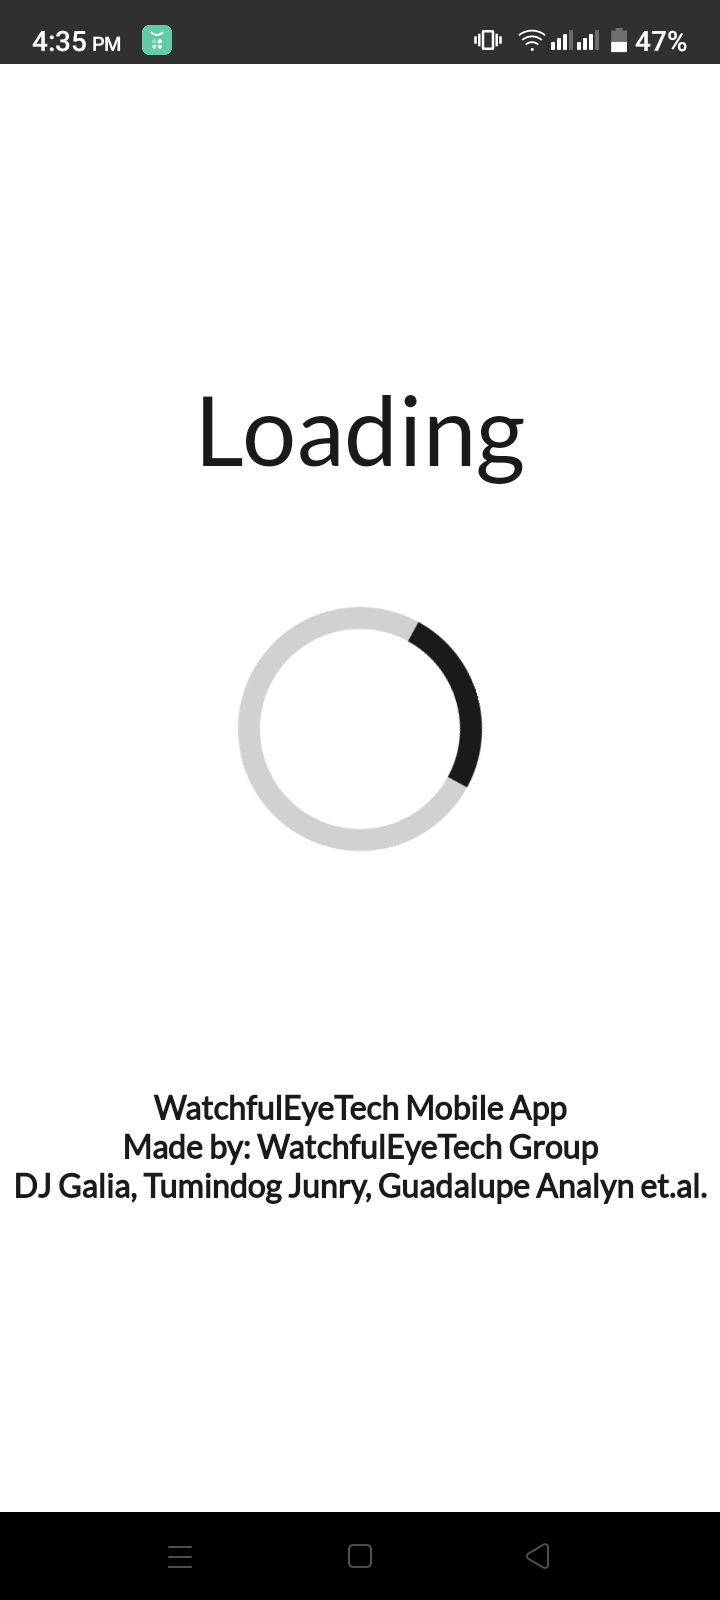 4:35 PM
47%
Loading
WatchfulEyeTech Mobile App
Made by: WatchfulEyeTech Group
DJ Galia, Tumindog Junry, Guadalupe Analyn et.al.